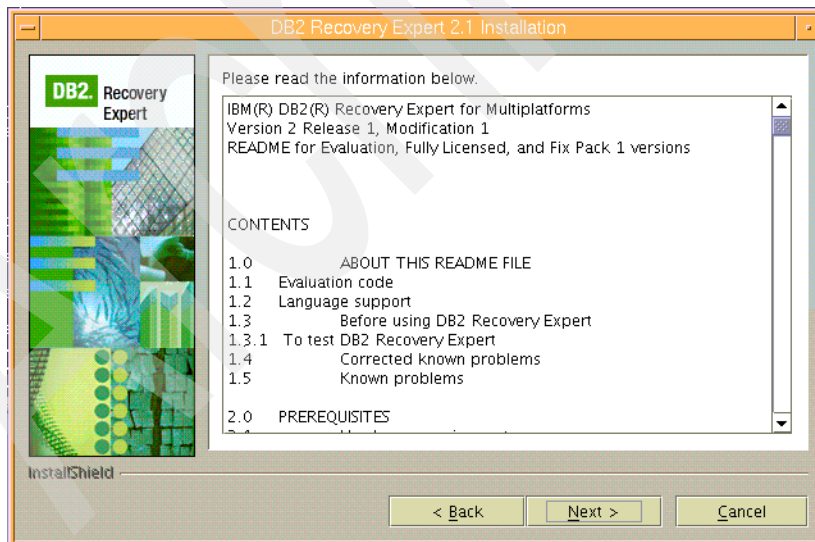 DB2 Recovery Expert 2.1 Installation
DB2. Recovery
Expert
Please read the information below.
IBM(R) DB2(R) Recovery Expert for Multiplatforms
Version 2 Release 1, Modification 1
README for Evaluation, Fully Licensed, and Fix Pack 1 versions
CONTENTS
1.0 ABOUT THIS README FILE
1.1 Evaluation code
1.2 Language support
1.3 Before using DB2 Recovery Expert
1.3.1 To test DB2 Recovery Expert
1.4 Corrected known problems
1.5 Known problems
2.0 PREREQUISITES
InstallShield
< Back Next > Cancel